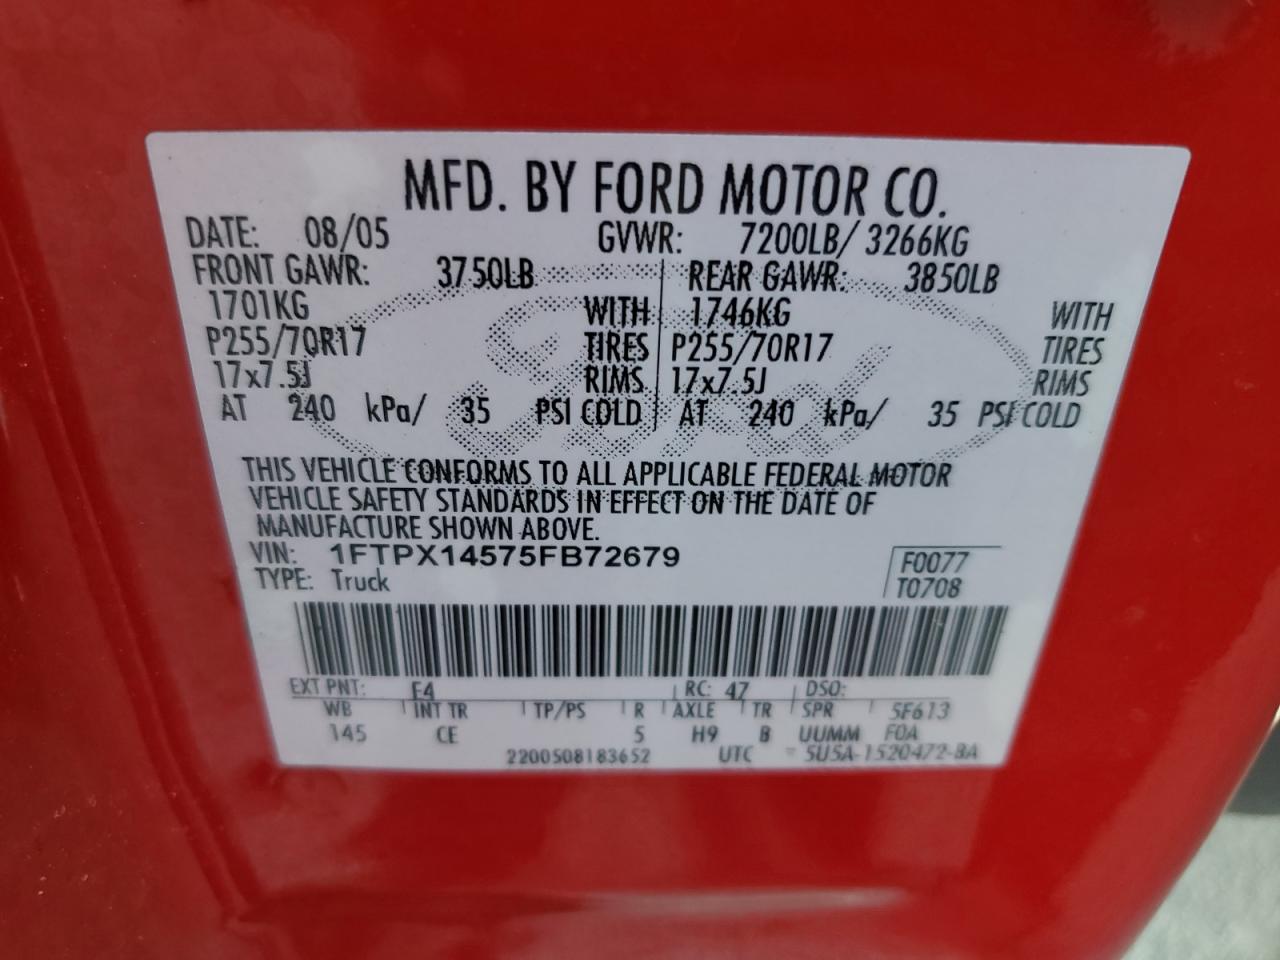 MFD. BY FORD MOTOR CO.
DATE: 08/05 GVWR: 7200LB/ 3266KG
FRONT GAWR: 3750LB REAR GAWR: 3850LB
1701KG WITH 1746KG WITH
P255/70R17 TIRES P255/70R17 TIRES
17x7.5J RIMS 17x7.5J RIMS
AT 240 kPa/ 35 PSI COLD AT 240 kPa/ 35 PSI COLD
Ford
THIS VEHICLE CONFORMS TO ALL APPLICABLE FEDERAL MOTOR
VEHICLE SAFETY STANDARDS IN EFFECT ON THE DATE OF
MANUFACTURE SHOWN ABOVE.
VIN: 1FTPX14575FB72679 F0077
TYPE: Truck T0708
EXT PNT: F4 RC: 47 DSO:
WB INT TR TP/PS R AXLE TR SPR 5F613
145 CE 5 H9 B UUMM FOA
2200508183652 UTC 5U5A-1520472-BA